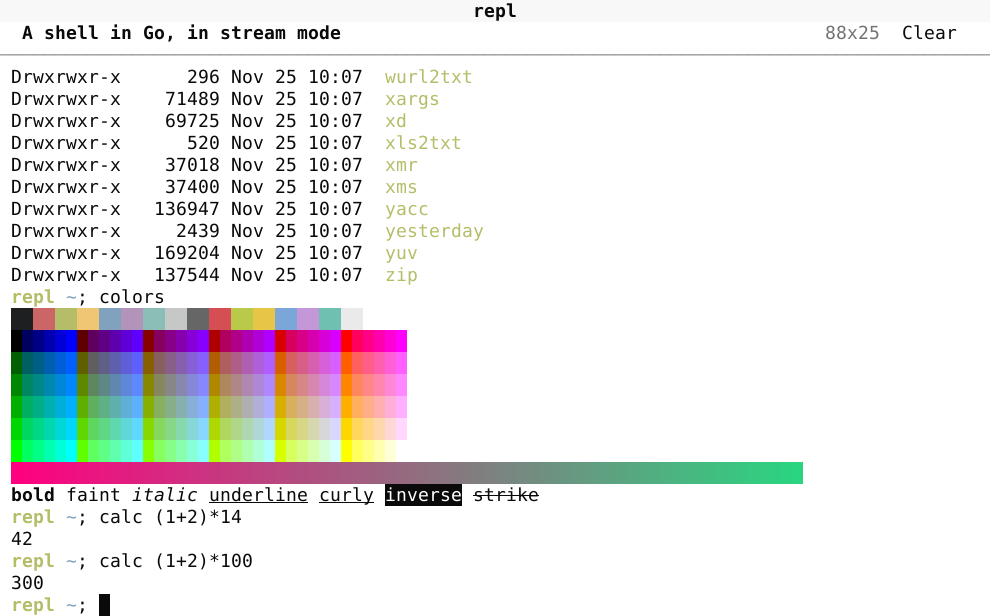 repl
A shell in Go, in stream mode 88x25 Clear
Drwxrwxr-x 296 Nov 25 10:07 wurl2txt
Drwxrwxr-x 71489 Nov 25 10:07 xargs
Drwxrwxr-x 69725 Nov 25 10:07 xd
Drwxrwxr-x 520 Nov 25 10:07 xls2txt
Drwxrwxr-x 37018 Nov 25 10:07 xmr
Drwxrwxr-x 37400 Nov 25 10:07 xms
Drwxrwxr-x 136947 Nov 25 10:07 yacc
Drwxrwxr-x 2439 Nov 25 10:07 yesterday
Drwxrwxr-x 169204 Nov 25 10:07 yuv
Drwxrwxr-x 137544 Nov 25 10:07 zip
repl ~; colors
bold faint italic underline curly inverse strike
repl ~; calc (1+2)*14
42
repl ~; calc (1+2)*100
300
repl ~;